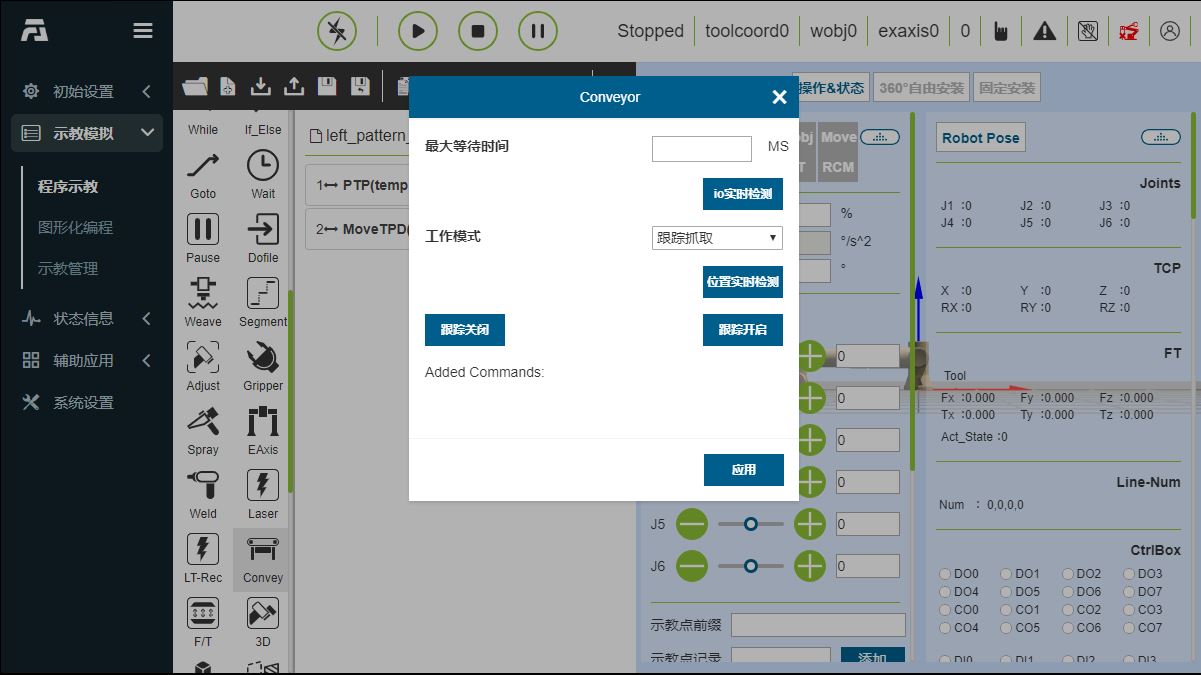 Stopped
toolcoord0
wobj0
exaxis0
0
初始设置
示教模拟
程序示教
图形化编程
示教管理
状态信息
辅助应用
系统设置
While
If_Else
Goto
Wait
Pause
Dofile
Weave
Segment
Adjust
Gripper
Spray
EAxis
Weld
Laser
LT-Rec
Convey
F/T
3D
left_pattern_
1 PTP(temp
2 MoveTPD(
Conveyor
最大等待时间
MS
io实时检测
工作模式
跟踪抓取
位置实时检测
跟踪关闭
跟踪开启
Added Commands:
应用
操作&状态
360°自由安装
固定安装
bj
Move
T
RCM
%
°/s^2
°
0
0
0
0
J5
0
J6
0
示教点前缀
示教点记录
添加
Robot Pose
Joints
J1 :0 J2 :0 J3 :0
J4 :0 J5 :0 J6 :0
TCP
X :0 Y :0 Z :0
RX :0 RY :0 RZ :0
FT
Tool
Fx :0.000 Fy :0.000 Fz :0.000
Tx :0.000 Ty :0.000 Tz :0.000
Act_State :0
Line-Num
Num : 0,0,0,0
CtrlBox
DO0 DO1 DO2 DO3
DO4 DO5 DO6 DO7
CO0 CO1 CO2 CO3
CO4 CO5 CO6 CO7
DI0 DI1 DI2 DI3